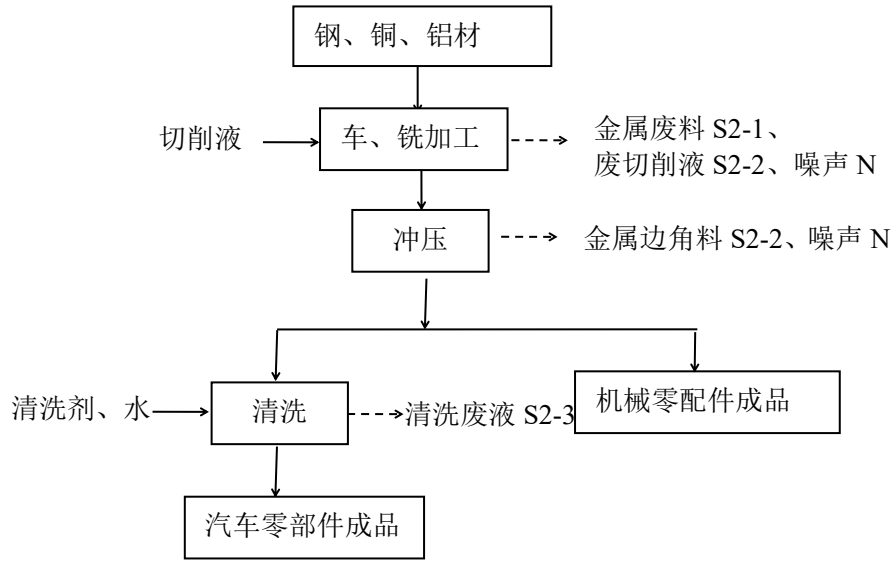 钢、铜、铝材
切削液
车、铣加工
金属废料 S2-1、
废切削液 S2-2、噪声 N
冲压
金属边角料 S2-2、噪声 N
清洗剂、水
清洗
清洗废液 S2-3
机械零配件成品
汽车零部件成品